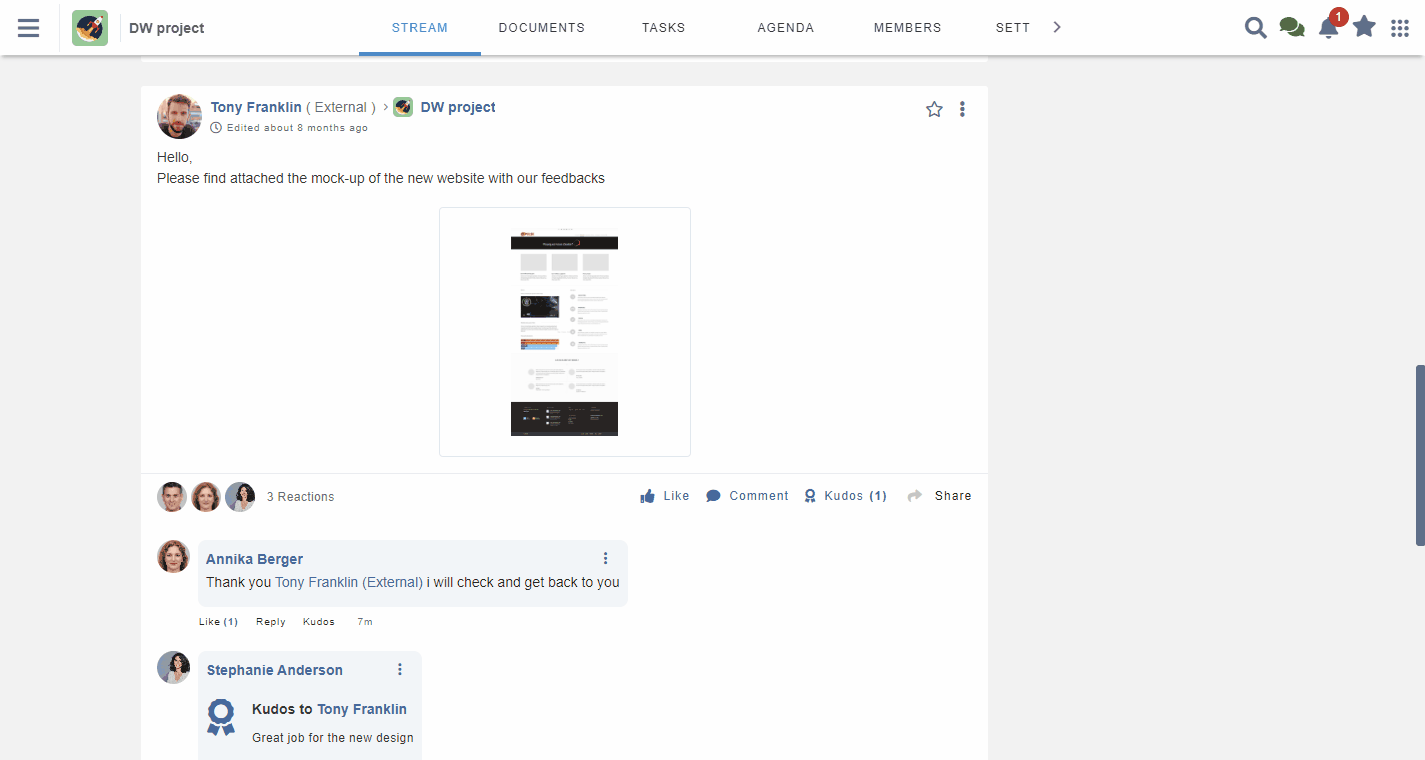 DW project
STREAM
DOCUMENTS
TASKS
AGENDA
MEMBERS
SETT
1
Tony Franklin ( External ) > DW project
Edited about 8 months ago
Hello,
Please find attached the mock-up of the new website with our feedbacks
3 Reactions
Like
Comment
Kudos (1)
Share
Annika Berger
Thank you Tony Franklin (External) i will check and get back to you
Like (1) Reply Kudos 7m
Stephanie Anderson
Kudos to Tony Franklin
Great job for the new design